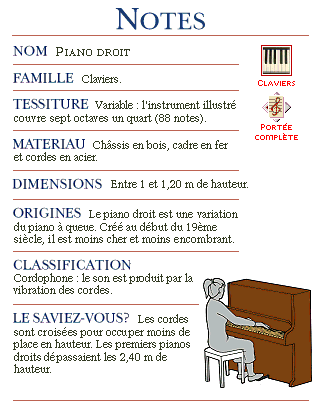 NOTES
NOM PIANO DROIT
FAMILLE Claviers.
TESSITURE Variable : l'instrument illustré
couvre sept octaves un quart (88 notes).
MATERIAU Châssis en bois, cadre en fer
et cordes en acier.
DIMENSIONS Entre 1 et 1,20 m de hauteur.
ORIGINES Le piano droit est une variation
du piano à queue. Créé au début du 19ème
siècle, il est moins cher et moins encombrant.
CLASSIFICATION
Cordophone : le son est produit par la
vibration des cordes.
LE SAVIEZ-VOUS? Les cordes
sont croisées pour occuper moins de
place en hauteur. Les premiers pianos
droits dépassaient les 2,40 m de
hauteur.
CLAVIERS
PORTÉE
COMPLÈTE